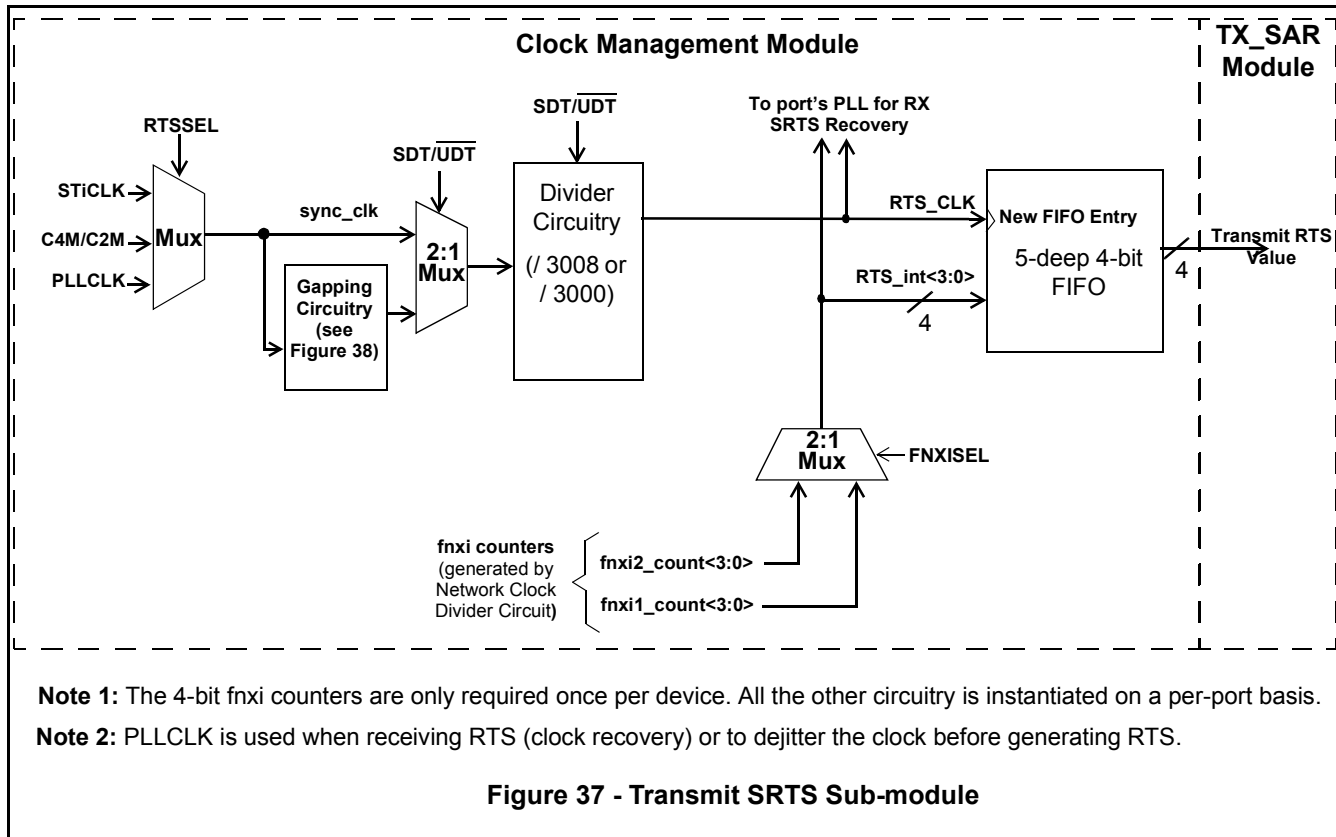 Clock Management Module
TX_SAR
Module
RTSSEL
STiCLK
C4M/C2M
PLLCLK
Mux
sync_clk
Gapping
Circuitry
(see
Figure 38)
SDT/UDT
2:1
Mux
SDT/UDT
Divider
Circuitry
(/ 3008 or
/ 3000)
To port's PLL for RX
SRTS Recovery
RTS_CLK
RTS_int<3:0>
4
New FIFO Entry
5-deep 4-bit
FIFO
4
Transmit RTS
Value
2:1
Mux
FNXISEL
fnxi counters
(generated by
Network Clock
Divider Circuit)
fnxi2_count<3:0>
fnxi1_count<3:0>
Note 1: The 4-bit fnxi counters are only required once per device. All the other circuitry is instantiated on a per-port basis.
Note 2: PLLCLK is used when receiving RTS (clock recovery) or to dejitter the clock before generating RTS.
Figure 37 - Transmit SRTS Sub-module